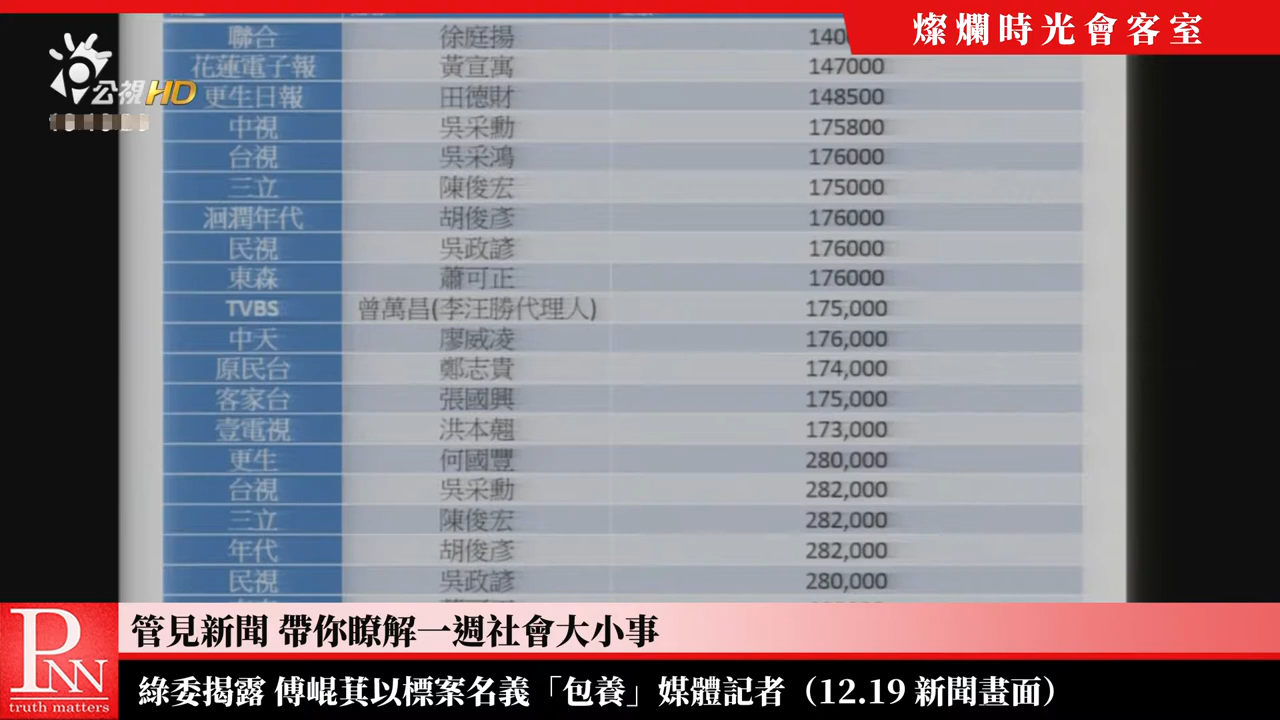 燦爛時光會客室
公視HD
聯合 徐庭揚
花蓮電子報 黃宣寓 147000
更生日報 田德財 148500
中視 吳采勳 175800
台視 吳采鴻 176000
三立 陳俊宏 175000
洄瀾年代 胡俊彥 176000
民視 吳政諺 176000
東森 蕭可正 176000
TVBS 曾萬昌(李汪勝代理人) 175,000
中天 廖威凌 176,000
原民台 鄭志貴 174,000
客家台 張國興 175,000
壹電視 洪本翹 173,000
更生 何國豐 280,000
台視 吳采勳 282,000
三立 陳俊宏 282,000
年代 胡俊彥 282,000
民視 吳政諺 280,000
管見新聞 帶你瞭解一週社會大小事
PNN
truth matters
綠委揭露 傅崐萁以標案名義「包養」媒體記者（12.19 新聞畫面）